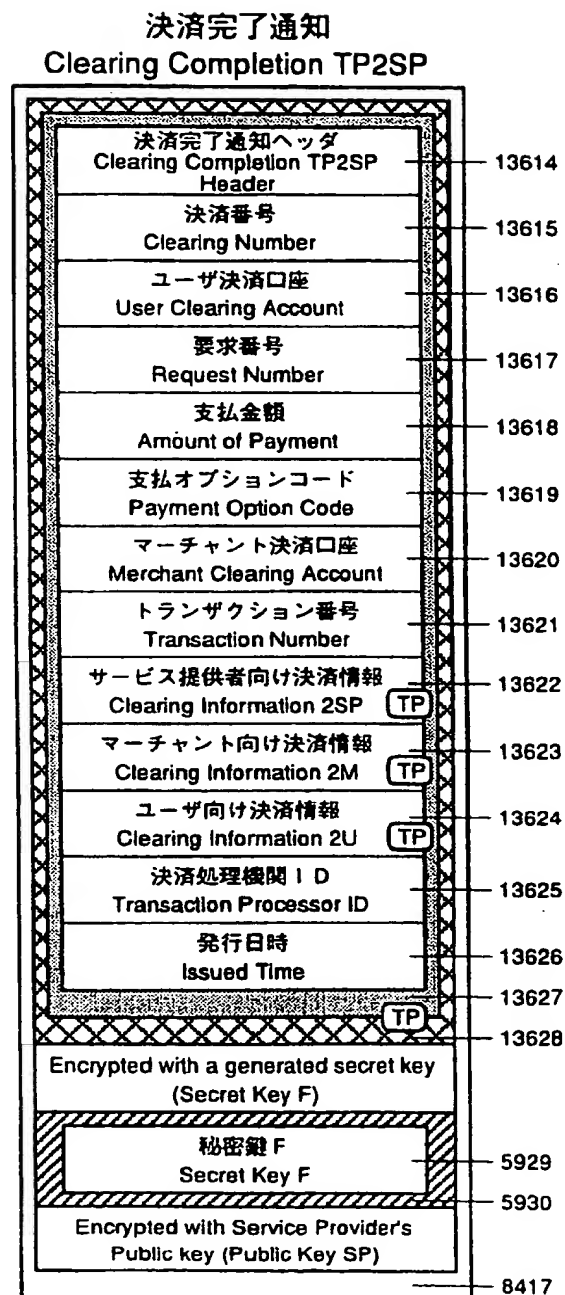 決済完了通知
Clearing Completion TP2SP
決済完了通知ヘッダ
Clearing Completion TP2SP
Header
13614
決済番号
Clearing Number
13615
ユーザ決済口座
User Clearing Account
13616
要求番号
Request Number
13617
支払金額
Amount of Payment
13618
支払オプションコード
Payment Option Code
13619
マーチャント決済口座
Merchant Clearing Account
13620
トランザクション番号
Transaction Number
13621
サービス提供者向け決済情報
Clearing Information 2SP
TP
13622
マーチャント向け決済情報
Clearing Information 2M
TP
13623
ユーザ向け決済情報
Clearing Information 2U
TP
13624
決済処理機関ID
Transaction Processor ID
13625
発行日時
Issued Time
13626
13627
TP
13628
Encrypted with a generated secret key
(Secret Key F)
秘密鍵F
Secret Key F
5929
5930
Encrypted with Service Provider's
Public key (Public Key SP)
8417